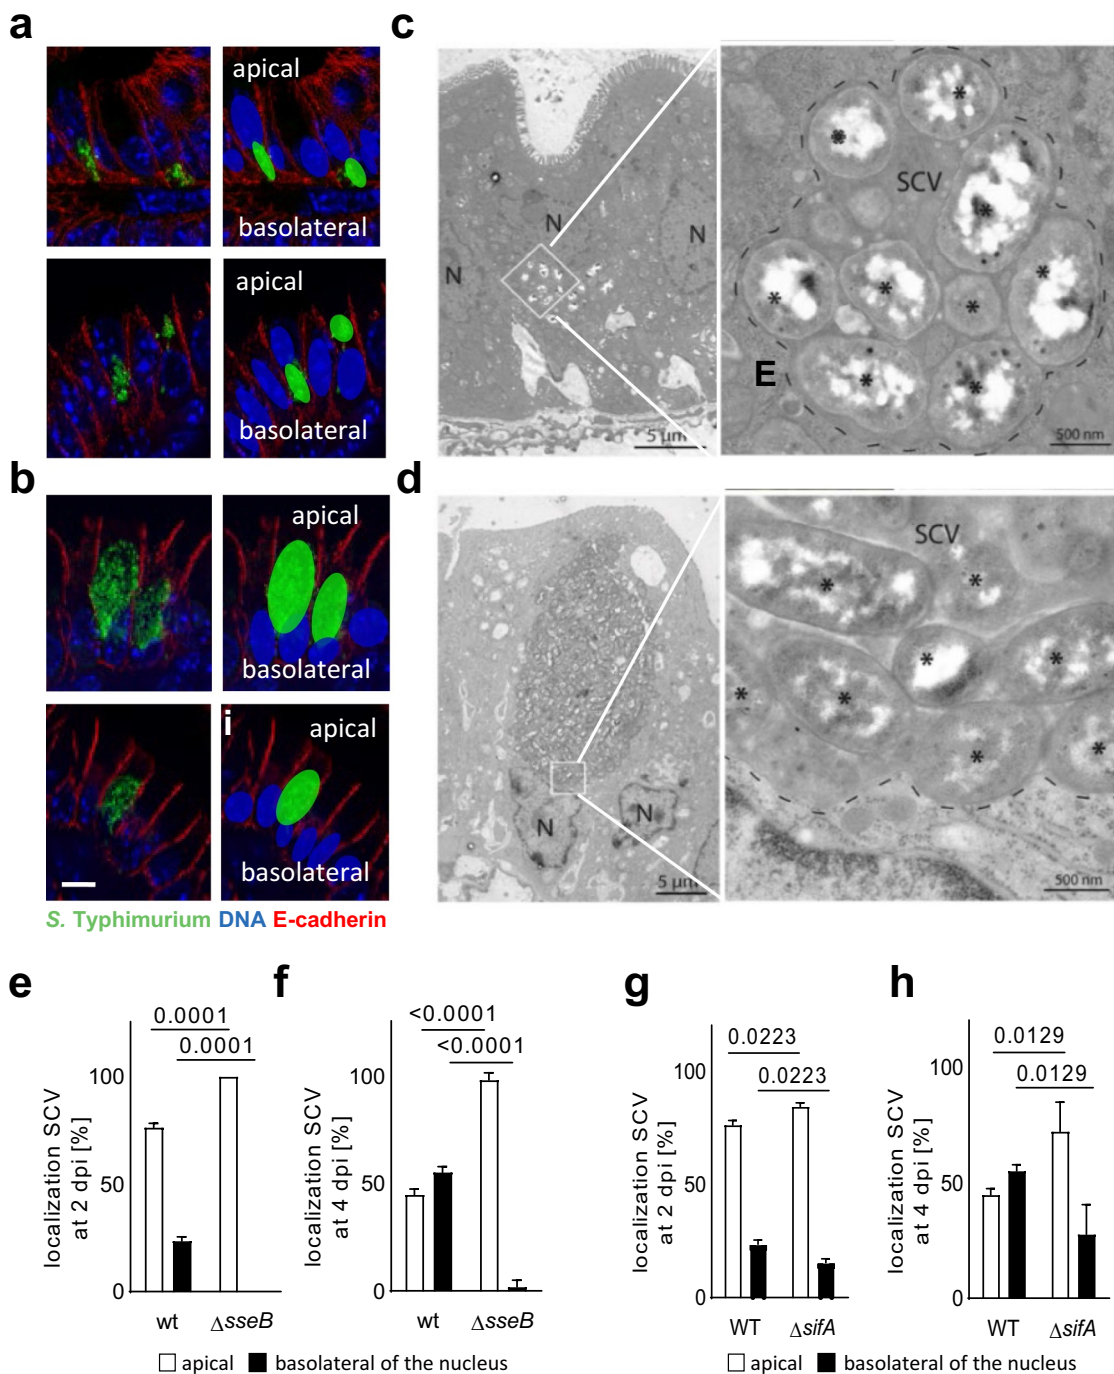 a
apical
basolateral
apical
basolateral
b
apical
basolateral
i
apical
basolateral
S. Typhimurium DNA E-cadherin
c
N
N
N
5 µm
SCV
*
*
*
*
*
*
*
*
*
E
500 nm
d
N
N
5 µm
SCV
*
*
*
*
*
*
*
*
500 nm
e
localization SCV
at 2 dpi [%]
100
50
0
0.0001
0.0001
wt
ΔsseB
f
localization SCV
at 4 dpi [%]
100
50
0
<0.0001
<0.0001
wt
ΔsseB
apical
basolateral of the nucleus
g
localization SCV
at 2 dpi [%]
100
50
0
0.0223
0.0223
WT
ΔsifA
h
localization SCV
at 4 dpi [%]
100
50
0
0.0129
0.0129
WT
ΔsifA
apical
basolateral of the nucleus